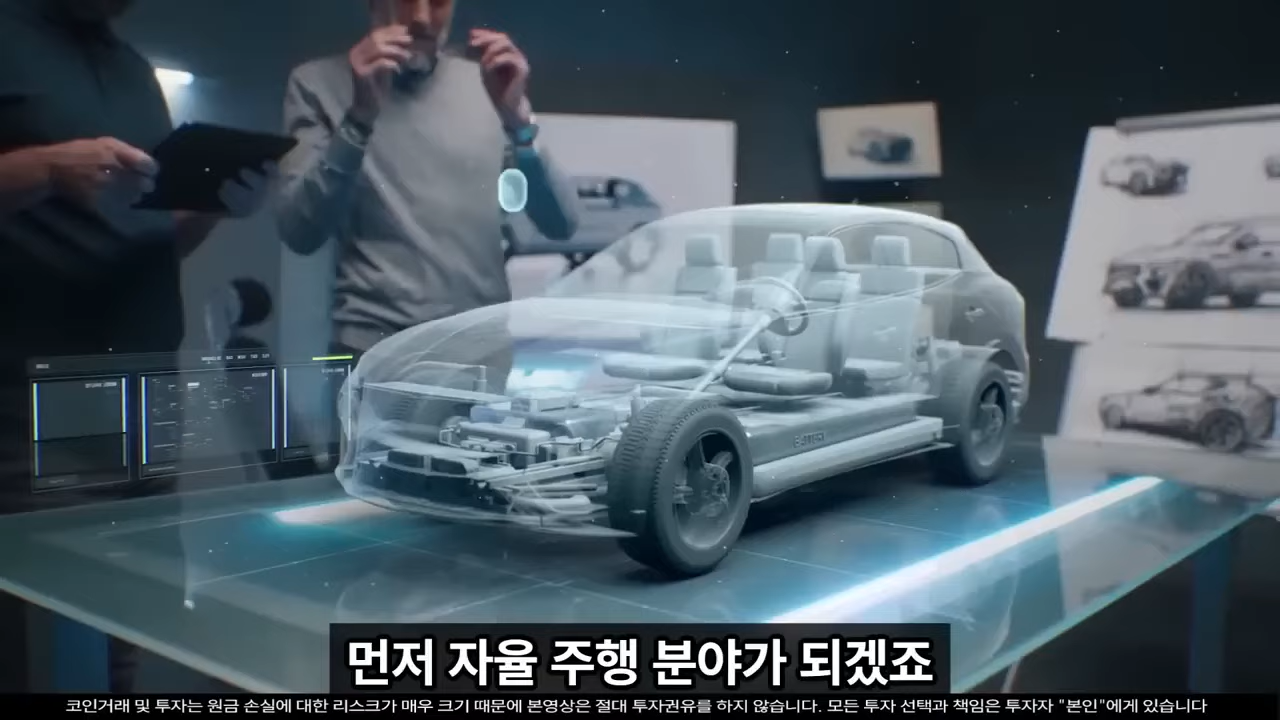 먼저 자율 주행 분야가 되겠죠
코인거래 및 투자는 원금 손실에 대한 리스크가 매우 크기 때문에 본영상은 절대 투자권유를 하지 않습니다. 모든 투자 선택과 책임은 투자자 "본인"에게 있습니다